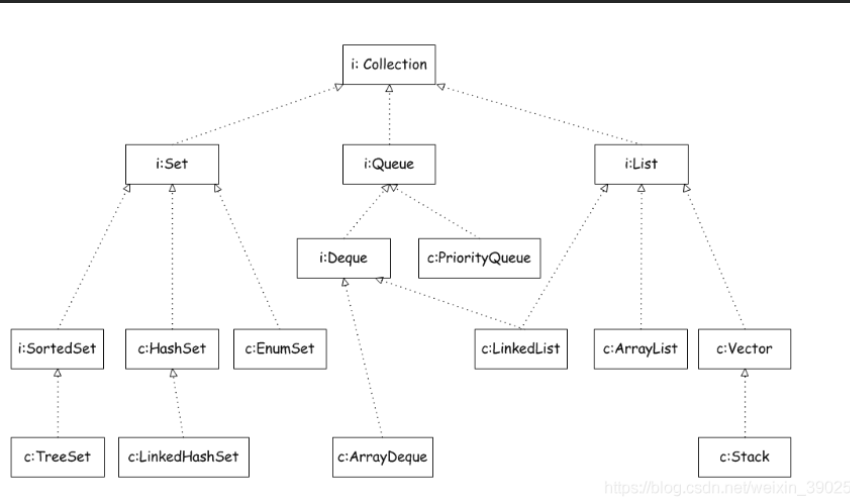 i: Collection
i:Set
i:Queue
i:List
i:Deque
c:PriorityQueue
i:SortedSet
c:HashSet
c:EnumSet
c:LinkedList
c:ArrayList
c:Vector
c:TreeSet
c:LinkedHashSet
c:ArrayDeque
c:Stack
https://blog.csdn.net/weixin_39025